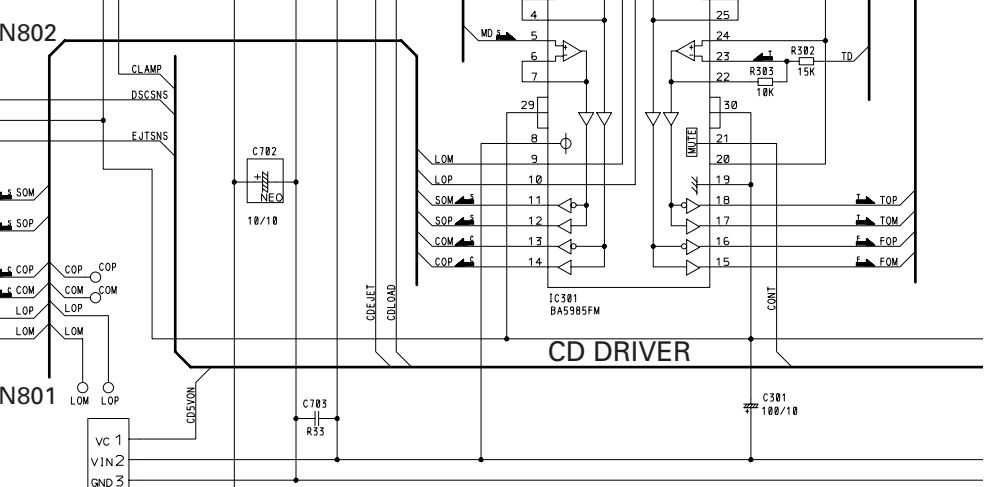 N802
CLAMP
DSCSNS
EJTSNS
C702
+
NEO
10/10
S SOM
S SOP
C COP
C COM
LOP
LOM
COP
COM
LOP
LOM
COP
COM
LOM LOP
N801
VC 1
VIN 2
GND 3
CD5VON
C703
R33
CDEJET
CDLOAD
MD S
LOM
LOP
SOM S
SOP S
COM C
COP C
4
5
6
7
29
8
9
10
11
12
13
14
25
24
23
22
30
21
20
19
18
17
16
15
MUTE
IC301
BA5985FM
CD DRIVER
T
R302
15K
R303
10K
TD
T TOP
T TOM
F FOP
F FOM
CONT
C301
100/10